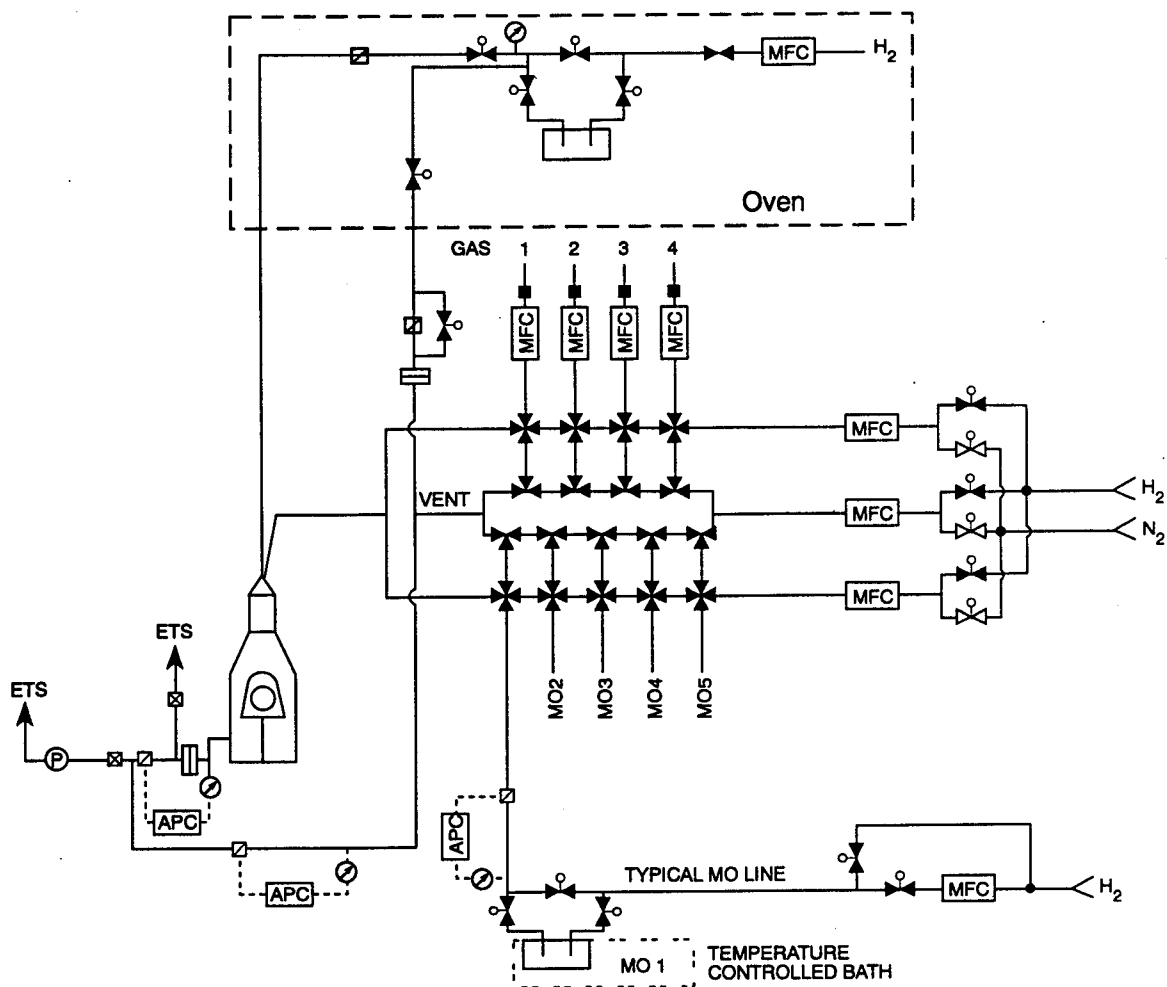 MFC H2
Oven
GAS 1 2 3 4
MFC MFC MFC MFC
MFC
VENT
MFC
H2
N2
MFC
ETS
ETS
MO2 MO3 MO4 MO5
P
APC
APC
APC
TYPICAL MO LINE
MFC H2
MO 1
TEMPERATURE
CONTROLLED BATH